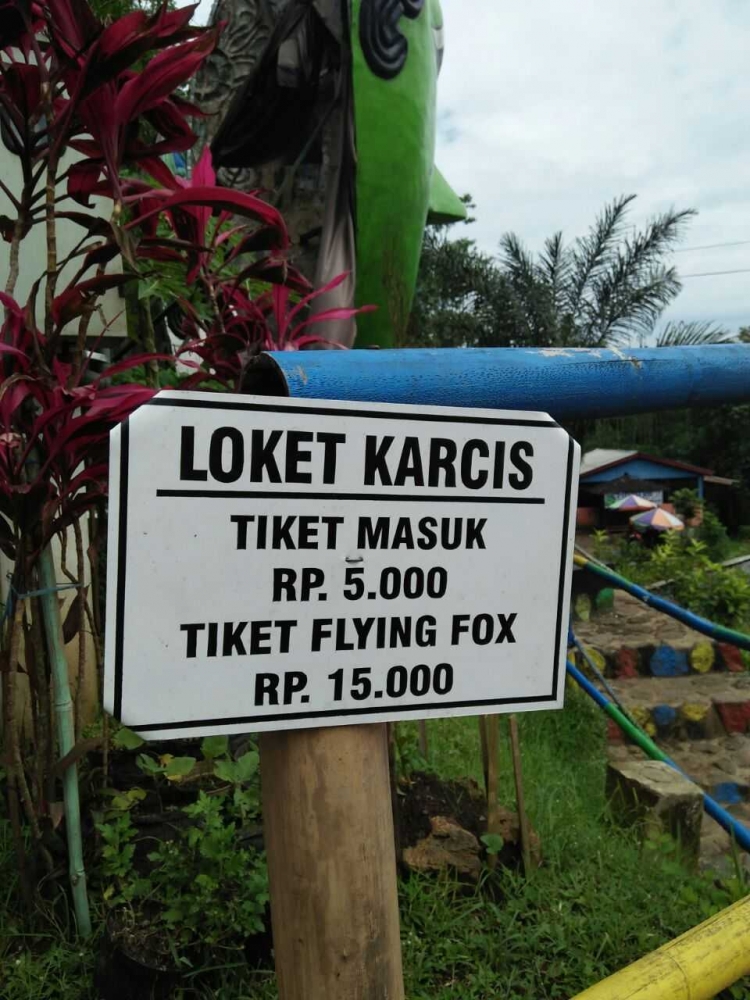 LOKET KARCIS
TIKET MASUK
RP. 5.000
TIKET FLYING FOX
RP. 15.000